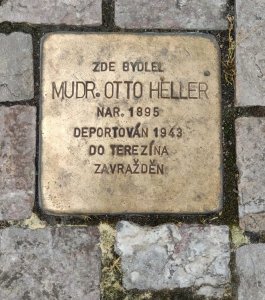 ZDE BYDLEL
MUDR. OTTO HELLER
NAR. 1895
DEPORTOVÁN 1943
DO TEREZÍNA
ZAVRAŽDĚN